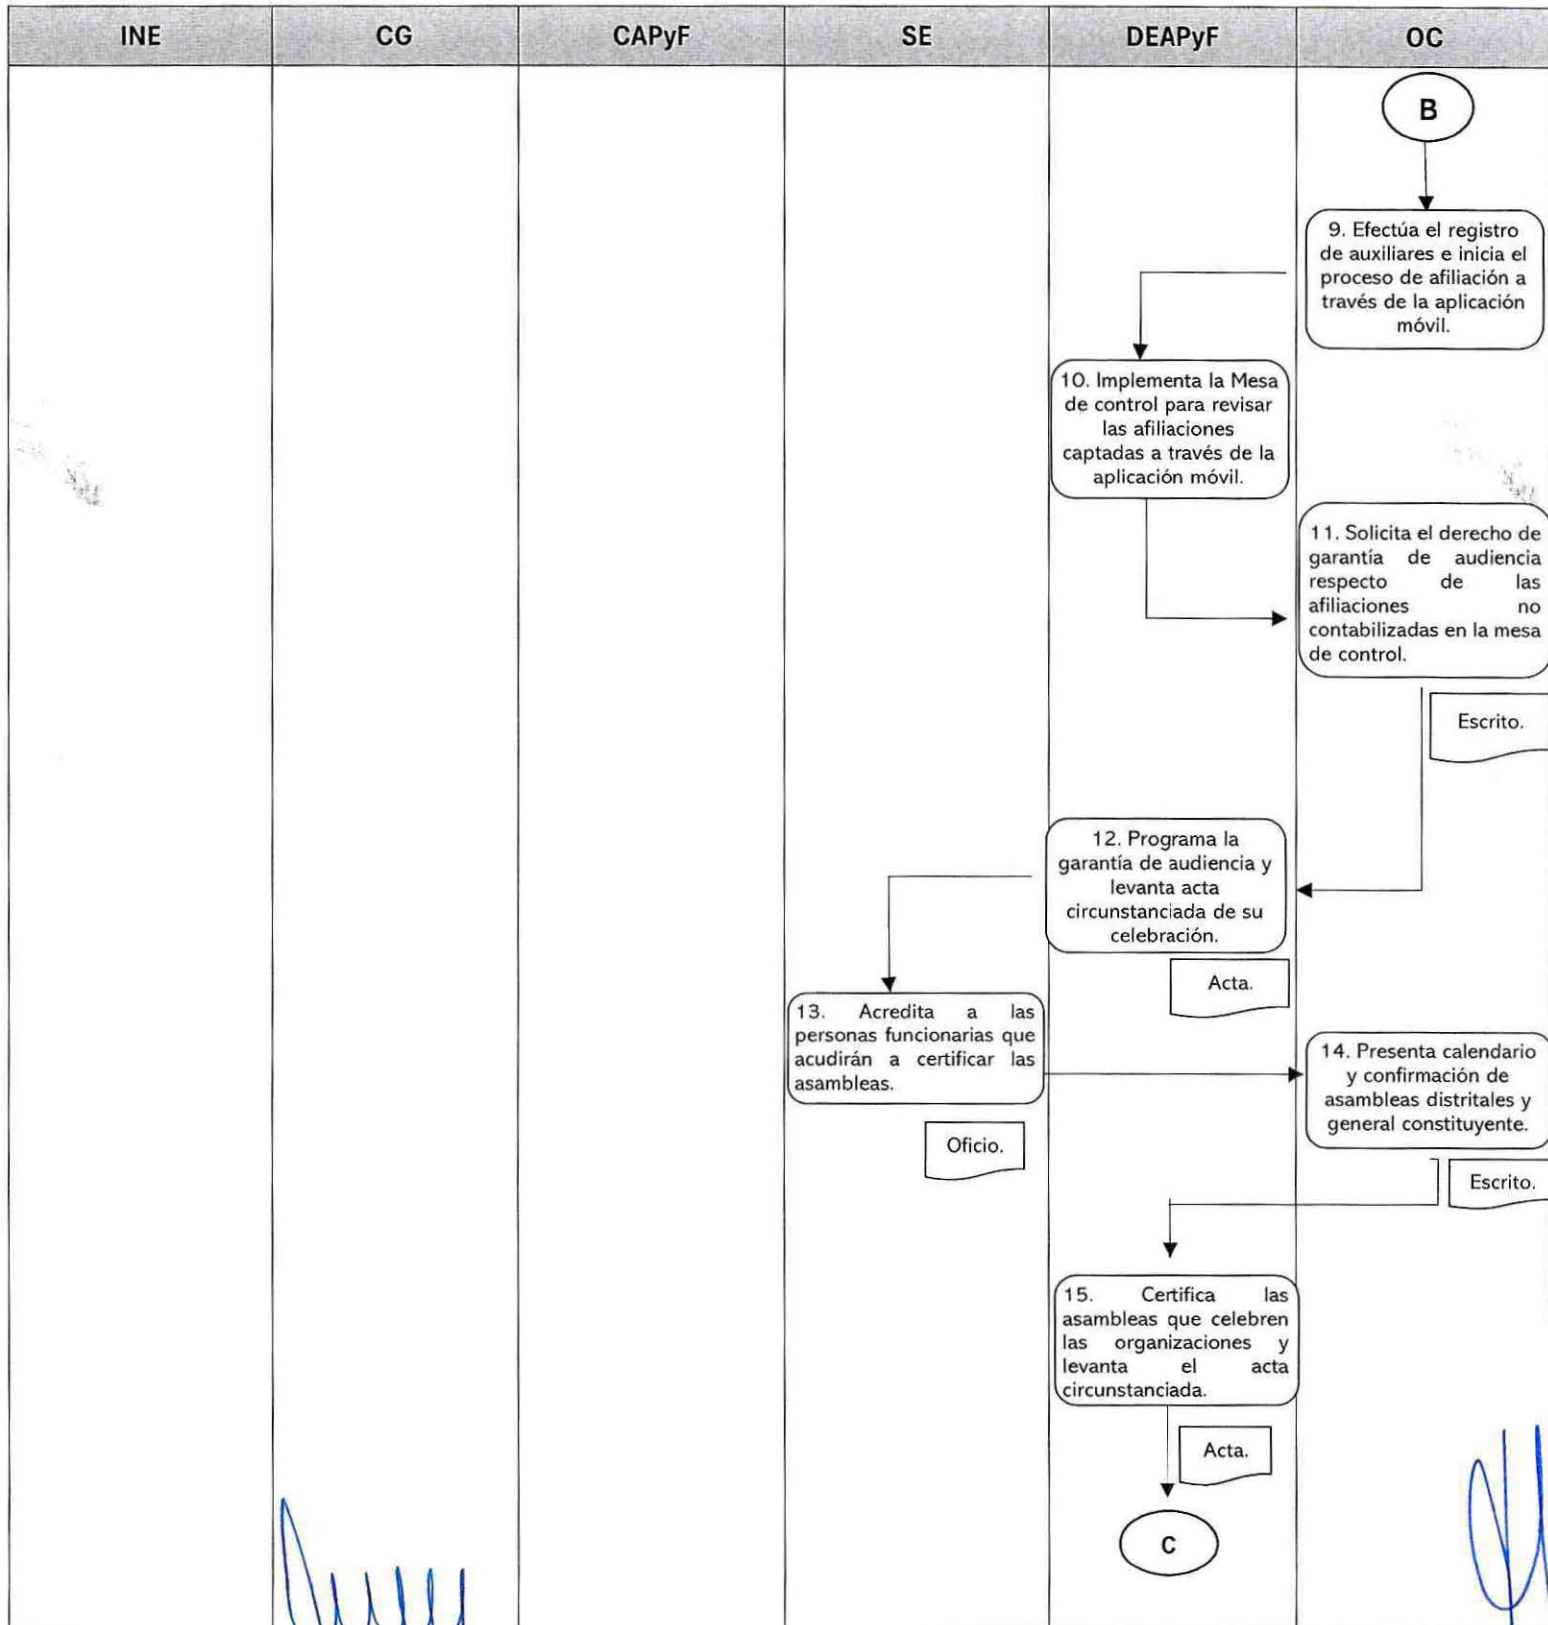 INE CG CAPyF SE DEAPyF OC
B
9. Efectúa el registro
de auxiliares e inicia el
proceso de afiliación a
través de la aplicación
móvil.
10. Implementa la Mesa
de control para revisar
las afiliaciones
captadas a través de la
aplicación móvil.
11. Solicita el derecho de
garantía de audiencia
respecto de las
afiliaciones no
contabilizadas en la mesa
de control.
Escrito.
12. Programa la
garantía de audiencia y
levanta acta
circunstanciada de su
celebración.
Acta.
13. Acredita a las
personas funcionarias que
acudirán a certificar las
asambleas.
Oficio.
14. Presenta calendario
y confirmación de
asambleas distritales y
general constituyente.
Escrito.
15. Certifica las
asambleas que celebren
las organizaciones y
levanta el acta
circunstanciada.
Acta.
C